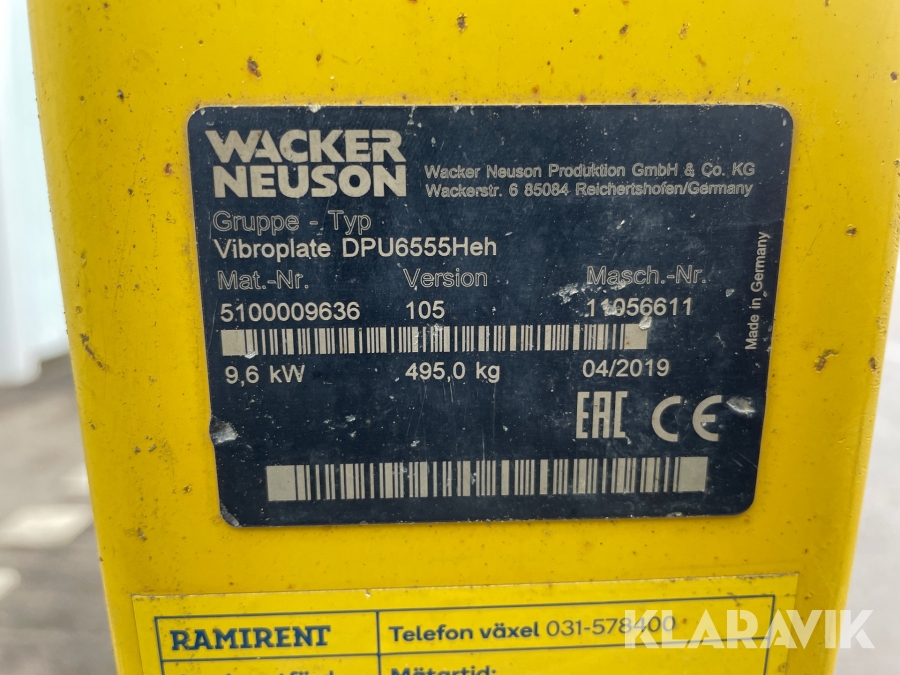 WACKER
NEUSON
Wacker Neuson Produktion GmbH & Co. KG
Wackerstr. 6 85084 Reichertshofen/Germany
Gruppe - Typ
Vibroplate DPU6555Heh
Mat.-Nr. Version Masch.-Nr.
5100009636 105 11056611
9,6 kW 495,0 kg 04/2019
Made in Germany
EAC CE
RAMIRENT Telefon växel 031-578400
Mätartid:
KLARAVIK